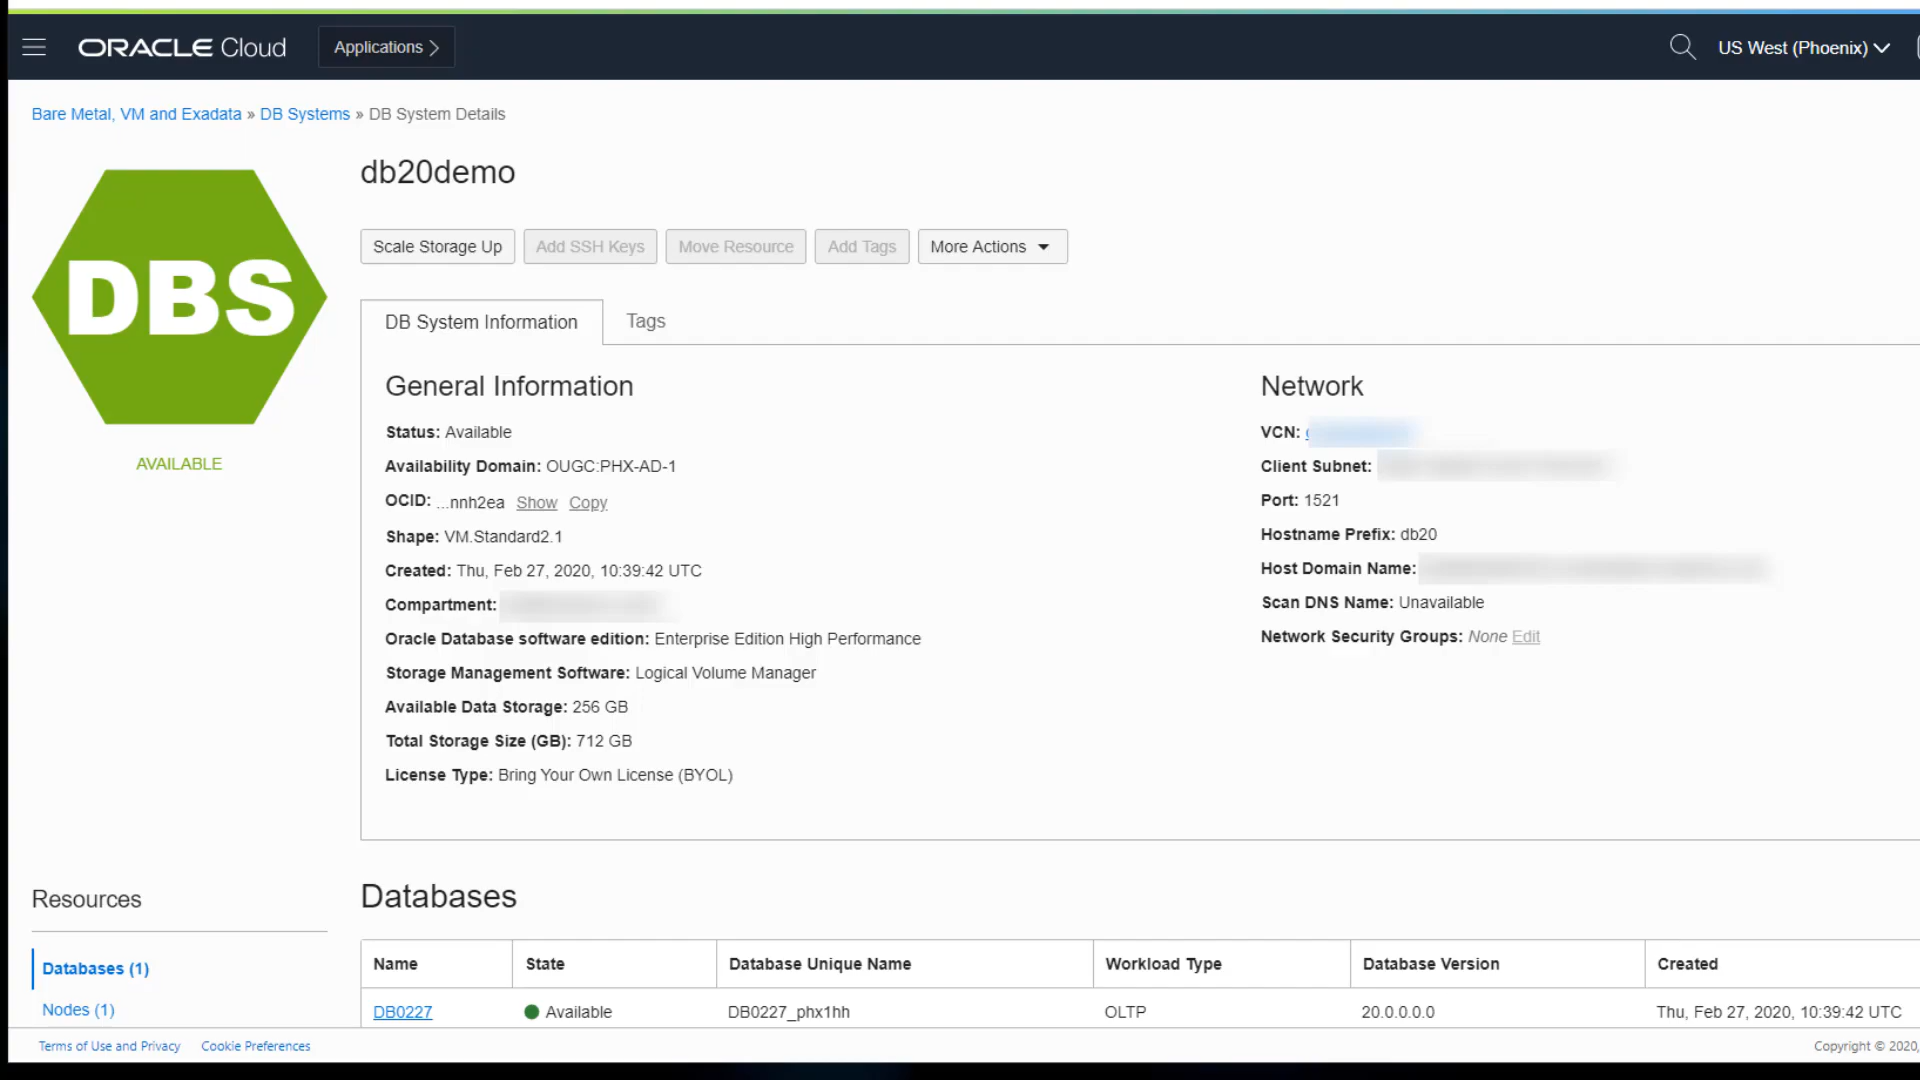 ORACLE Cloud
Applications
US West (Phoenix)
Bare Metal, VM and Exadata » DB Systems » DB System Details
DBS
AVAILABLE
db20demo
Scale Storage Up
Add SSH Keys
Move Resource
Add Tags
More Actions
DB System Information
Tags
General Information
Status: Available
Availability Domain: OUGC:PHX-AD-1
OCID: ...nnh2ea Show Copy
Shape: VM.Standard2.1
Created: Thu, Feb 27, 2020, 10:39:42 UTC
Compartment:
Oracle Database software edition: Enterprise Edition High Performance
Storage Management Software: Logical Volume Manager
Available Data Storage: 256 GB
Total Storage Size (GB): 712 GB
License Type: Bring Your Own License (BYOL)
Network
VCN:
Client Subnet:
Port: 1521
Hostname Prefix: db20
Host Domain Name:
Scan DNS Name: Unavailable
Network Security Groups: None Edit
Resources
Databases (1)
Nodes (1)
Databases
Name State Database Unique Name Workload Type Database Version Created
DB0227 Available DB0227_phx1hh OLTP 20.0.0.0.0 Thu, Feb 27, 2020, 10:39:42 UTC
Terms of Use and Privacy Cookie Preferences
Copyright © 2020,